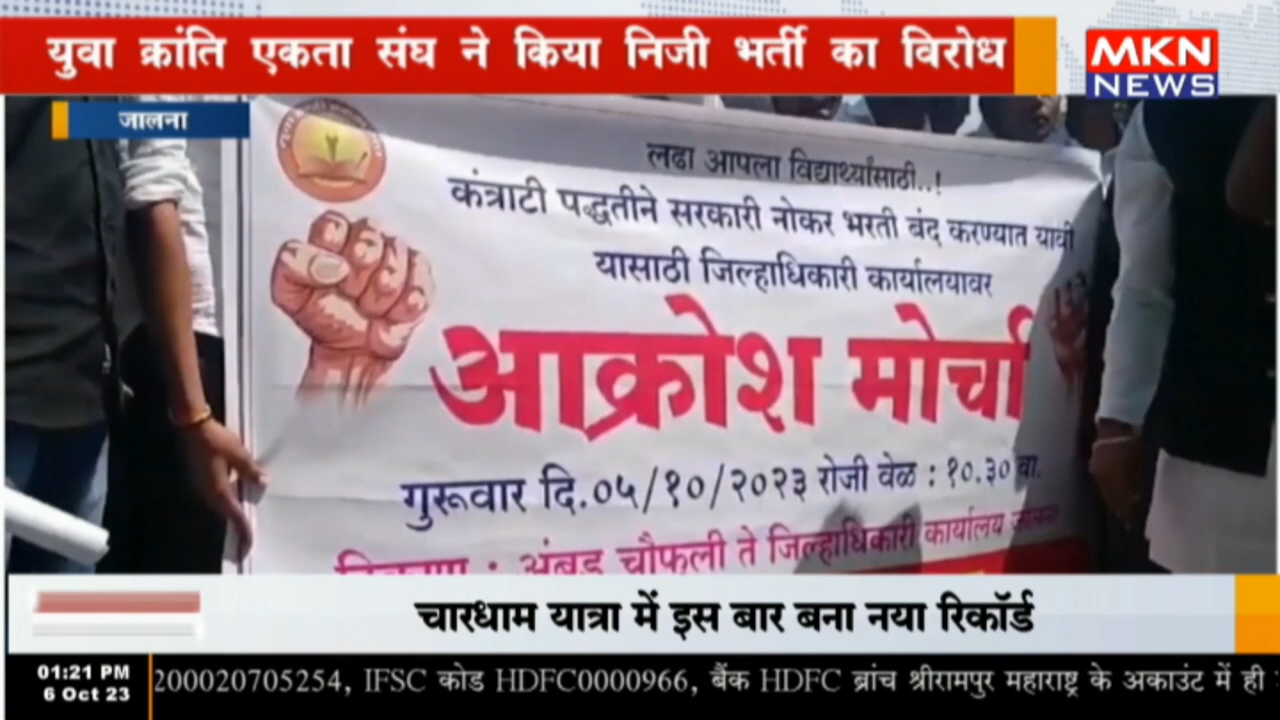 युवा क्रांति एकता संघ ने किया निजी भर्ती का विरोध
MKN
NEWS
जालना
लढा आपला विद्यार्थ्यांसाठी..!
कंत्राटी पद्धतीने सरकारी नोकर भरती बंद करण्यात यावी
यासाठी जिल्हाधिकारी कार्यालयावर
आक्रोश मोर्चा
गुरूवार दि.०५/१०/२०२३ रोजी वेळ : १०.३० वा.
: अंबड चौफुली ते जिल्हाधिकारी कार्यालय जालना
चारधाम यात्रा में इस बार बना नया रिकॉर्ड
01:21 PM
6 Oct 23
200020705254, IFSC कोड HDFC0000966, बैंक HDFC ब्रांच श्रीरामपुर महाराष्ट्र के अकाउंट में ही